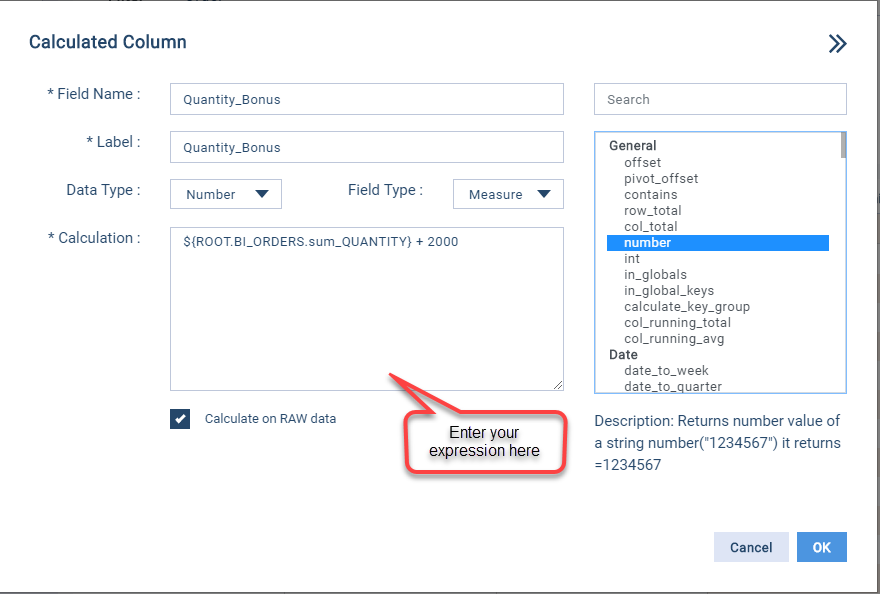 Calculated Column
* Field Name :
Quantity_Bonus
* Label :
Quantity_Bonus
Data Type :
Number
Field Type :
Measure
* Calculation :
${ROOT.BI_ORDERS.sum_QUANTITY} + 2000
Calculate on RAW data
Enter your
expression here
Search
General
offset
pivot_offset
contains
row_total
col_total
number
int
in_globals
in_global_keys
calculate_key_group
col_running_total
col_running_avg
Date
date_to_week
date_to_quarter
Description: Returns number value of
a string number("1234567") it returns
=1234567
Cancel
OK